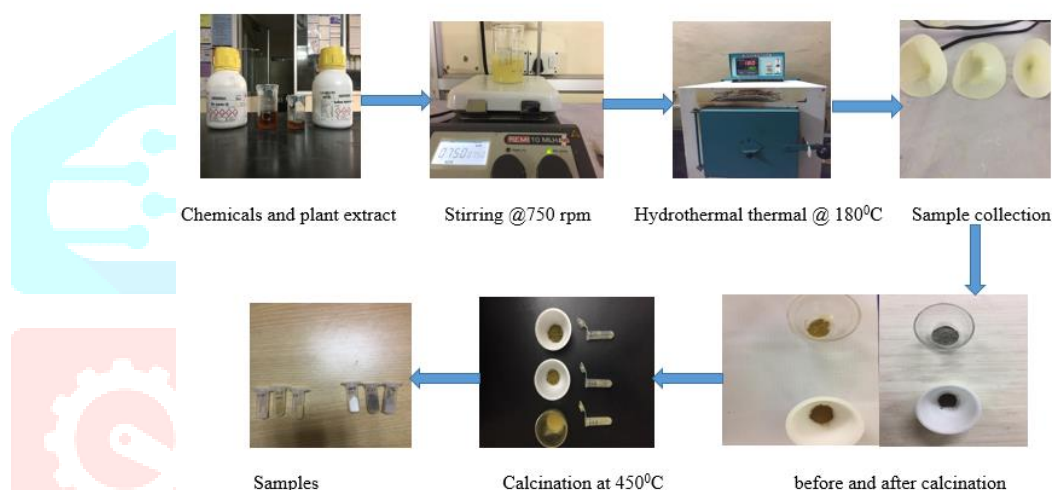 Chemicals and plant extract
Stirring @750 rpm
Hydrothermal thermal @ 180⁰C
Sample collection
REMI
Samples
Calcination at 450⁰C
before and after calcination